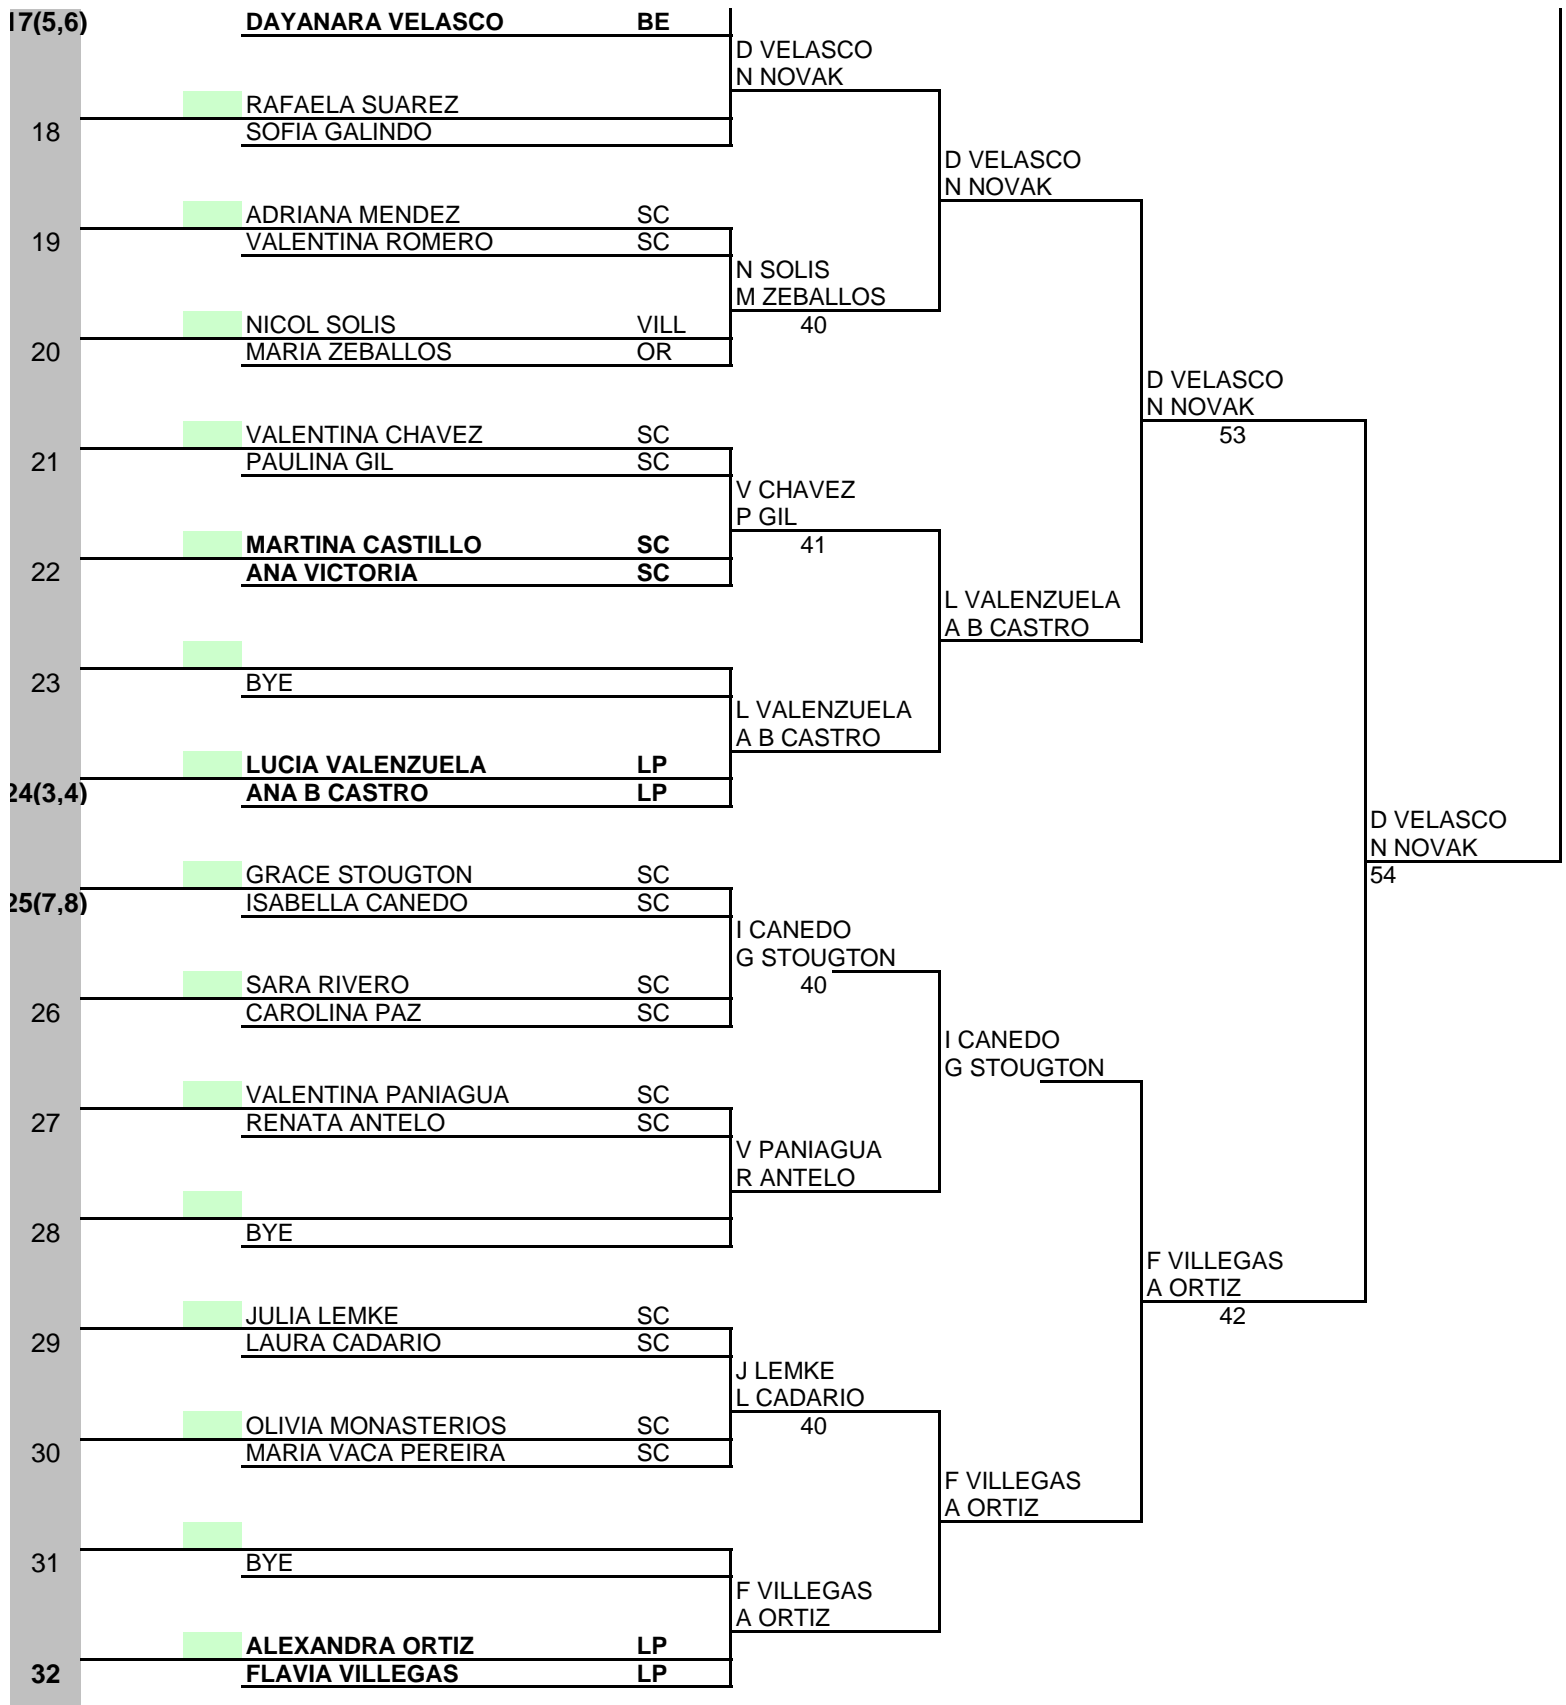 17(5,6) DAYANARA VELASCO BE
D VELASCO
N NOVAK
RAFAELA SUAREZ
18 SOFIA GALINDO
D VELASCO
N NOVAK
ADRIANA MENDEZ SC
19 VALENTINA ROMERO SC
N SOLIS
M ZEBALLOS
NICOL SOLIS VILL 40
20 MARIA ZEBALLOS OR
D VELASCO
N NOVAK
VALENTINA CHAVEZ SC 53
21 PAULINA GIL SC
V CHAVEZ
P GIL
MARTINA CASTILLO SC 41
22 ANA VICTORIA SC
L VALENZUELA
A B CASTRO
23 BYE
L VALENZUELA
A B CASTRO
LUCIA VALENZUELA LP
24(3,4) ANA B CASTRO LP
D VELASCO
N NOVAK
GRACE STOUGTON SC 54
25(7,8) ISABELLA CANEDO SC
I CANEDO
G STOUGTON
SARA RIVERO SC 40
26 CAROLINA PAZ SC
I CANEDO
G STOUGTON
VALENTINA PANIAGUA SC
27 RENATA ANTELO SC
V PANIAGUA
R ANTELO
28 BYE
F VILLEGAS
A ORTIZ
JULIA LEMKE SC 42
29 LAURA CADARIO SC
J LEMKE
L CADARIO
OLIVIA MONASTERIOS SC 40
30 MARIA VACA PEREIRA SC
F VILLEGAS
A ORTIZ
31 BYE
F VILLEGAS
A ORTIZ
ALEXANDRA ORTIZ LP
32 FLAVIA VILLEGAS LP